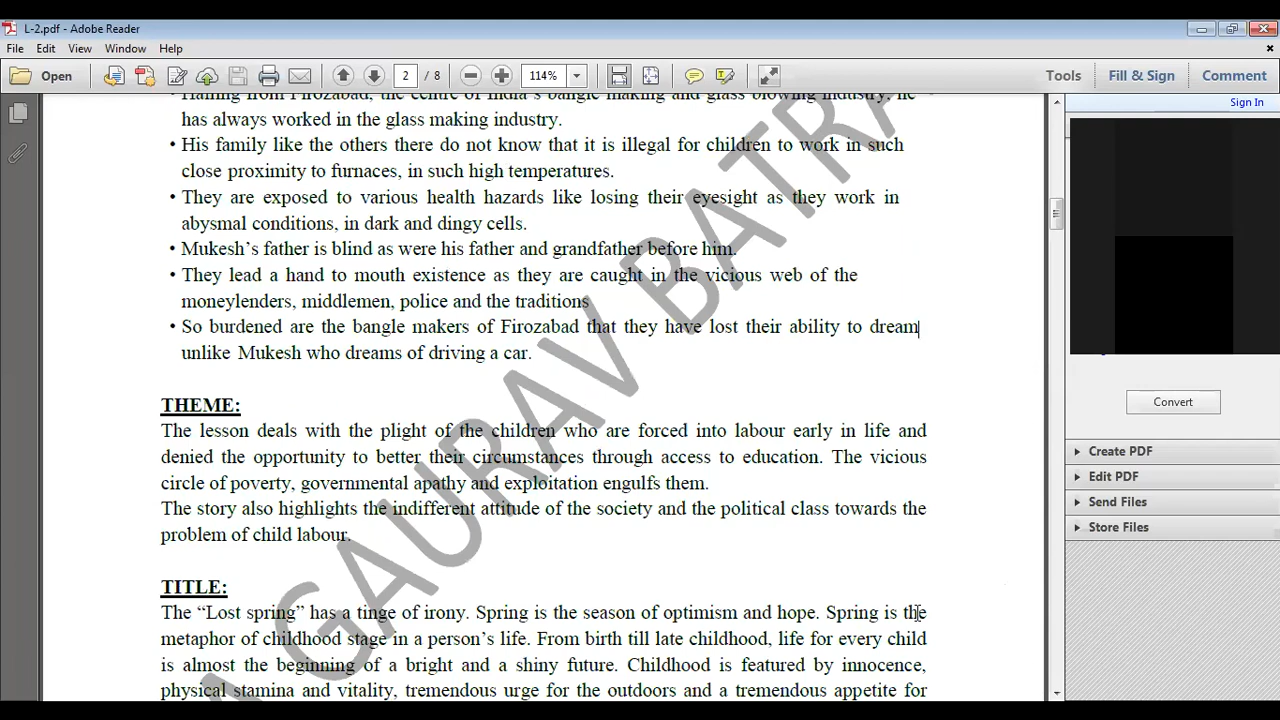 L-2.pdf - Adobe Reader
File Edit View Window Help
Open 2 / 8 114% Tools Fill & Sign Comment
Sign In
Hailing from Firozabad, the centre of India's bangle making and glass blowing industry. he
has always worked in the glass making industry.
• His family like the others there do not know that it is illegal for children to work in such
close proximity to furnaces, in such high temperatures.
• They are exposed to various health hazards like losing their eyesight as they work in
abysmal conditions, in dark and dingy cells.
• Mukesh's father is blind as were his father and grandfather before him.
• They lead a hand to mouth existence as they are caught in the vicious web of the
moneylenders, middlemen, police and the traditions
• So burdened are the bangle makers of Firozabad that they have lost their ability to dream
unlike Mukesh who dreams of driving a car.
THEME:
The lesson deals with the plight of the children who are forced into labour early in life and
denied the opportunity to better their circumstances through access to education. The vicious
circle of poverty, governmental apathy and exploitation engulfs them.
The story also highlights the indifferent attitude of the society and the political class towards the
problem of child labour.
TITLE:
The “Lost spring” has a tinge of irony. Spring is the season of optimism and hope. Spring is the
metaphor of childhood stage in a person's life. From birth till late childhood, life for every child
is almost the beginning of a bright and a shiny future. Childhood is featured by innocence,
physical stamina and vitality, tremendous urge for the outdoors and a tremendous appetite for
GAURAV BATRA
Convert
Create PDF
Edit PDF
Send Files
Store Files